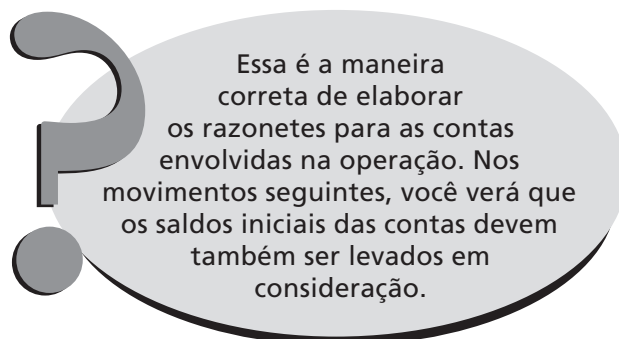 Essa é a maneira
correta de elaborar
os razonetes para as contas
envolvidas na operação. Nos
movimentos seguintes, você verá que
os saldos iniciais das contas devem
também ser levados em
consideração.